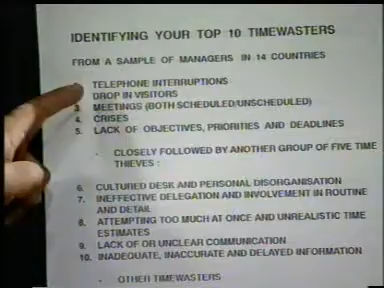 IDENTIFYING YOUR TOP 10 TIMEWASTERS
FROM A SAMPLE OF MANAGERS IN 14 COUNTRIES
TELEPHONE INTERRUPTIONS
DROP IN VISITORS
3. MEETINGS (BOTH SCHEDULED/UNSCHEDULED)
4. CRISES
5. LACK OF OBJECTIVES, PRIORITIES AND DEADLINES
- CLOSELY FOLLOWED BY ANOTHER GROUP OF FIVE TIME
THIEVES :
6. CULTURED DESK AND PERSONAL DISORGANISATION
7. INEFFECTIVE DELEGATION AND INVOLVEMENT IN ROUTINE
AND DETAIL
8. ATTEMPTING TOO MUCH AT ONCE AND UNREALISTIC TIME
ESTIMATES
9. LACK OF OR UNCLEAR COMMUNICATION
10. INADEQUATE, INACCURATE AND DELAYED INFORMATION
- OTHER TIMEWASTERS